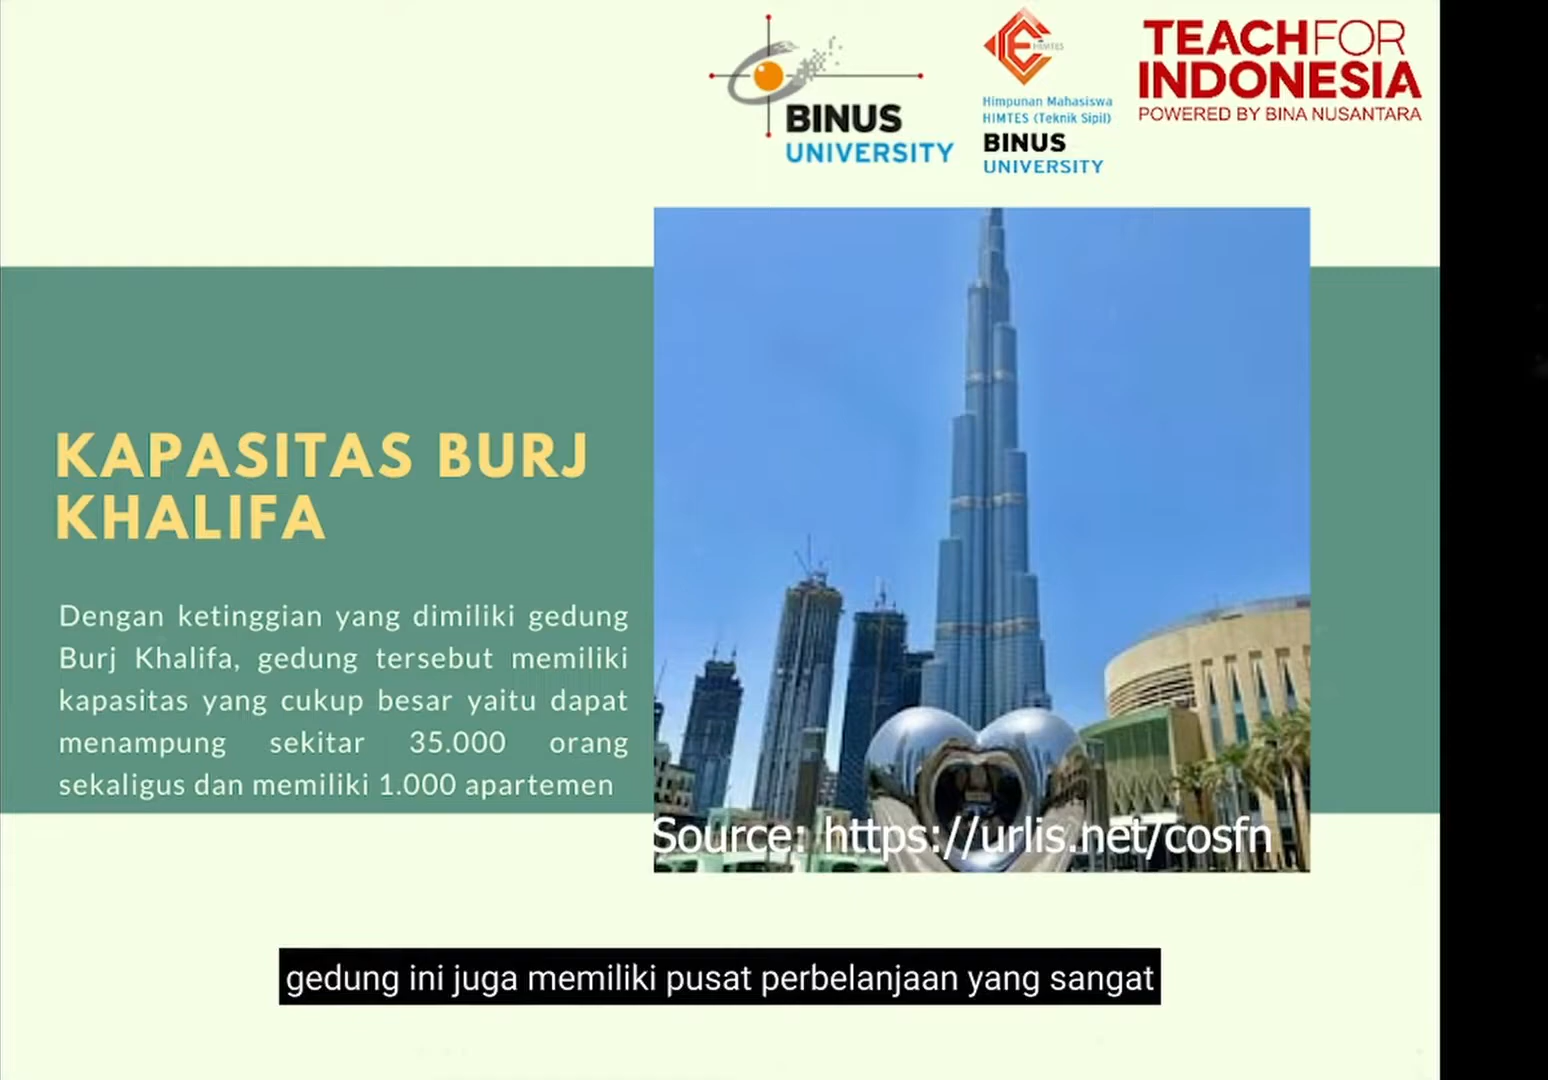 BINUS
UNIVERSITY
HIMTES
Himpunan Mahasiswa
HIMTES (Teknik Sipil)
BINUS
UNIVERSITY
TEACHFOR
INDONESIA
POWERED BY BINA NUSANTARA
KAPASITAS BURJ
KHALIFA
Dengan ketinggian yang dimiliki gedung
Burj Khalifa, gedung tersebut memiliki
kapasitas yang cukup besar yaitu dapat
menampung sekitar 35.000 orang
sekaligus dan memiliki 1.000 apartemen
Source: https://urlis.net/cosfn
gedung ini juga memiliki pusat perbelanjaan yang sangat